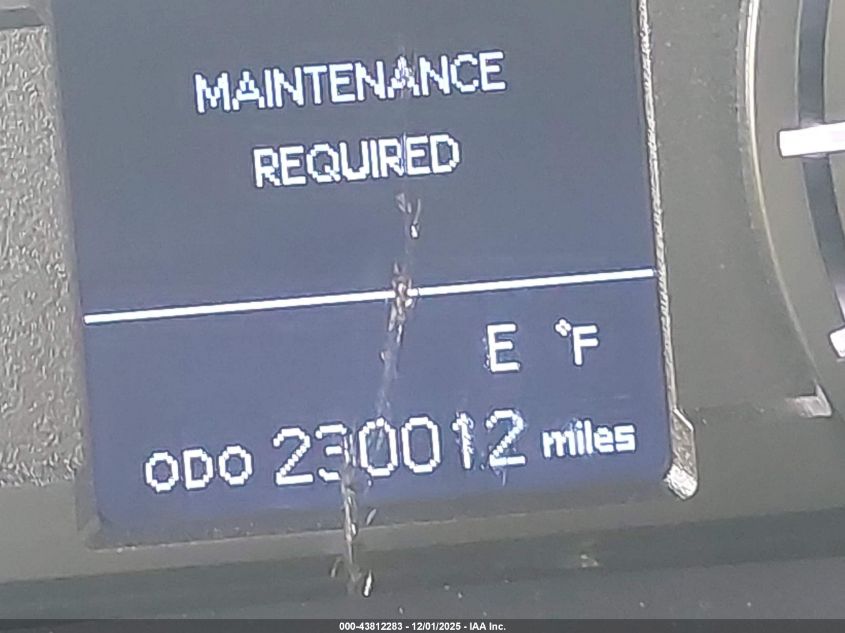 MAINTENANCE
REQUIRED
E °F
ODO 230012 miles
000-43812283 - 12/01/2025 - IAA Inc.